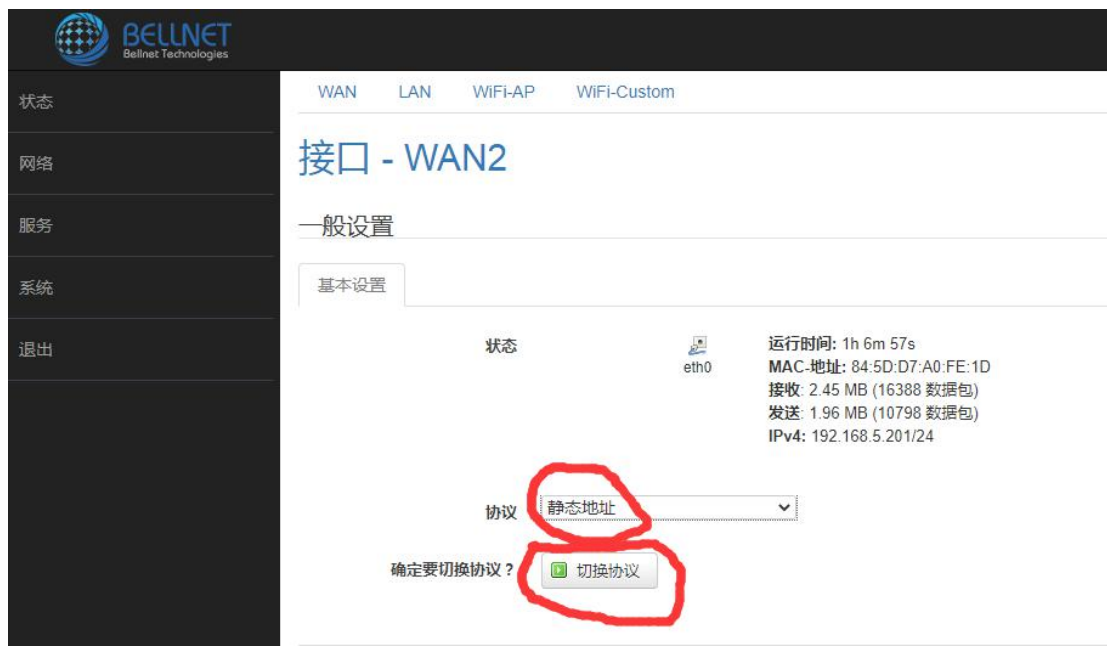 BELLNET
Bellnet Technologies
状态
网络
服务
系统
退出
WAN LAN WiFi-AP WiFi-Custom
接口 - WAN2
一般设置
基本设置
状态
eth0
运行时间: 1h 6m 57s
MAC-地址: 84:5D:D7:A0:FE:1D
接收: 2.45 MB (16388 数据包)
发送: 1.96 MB (10798 数据包)
IPv4: 192.168.5.201/24
协议 静态地址
确定要切换协议？ 切换协议